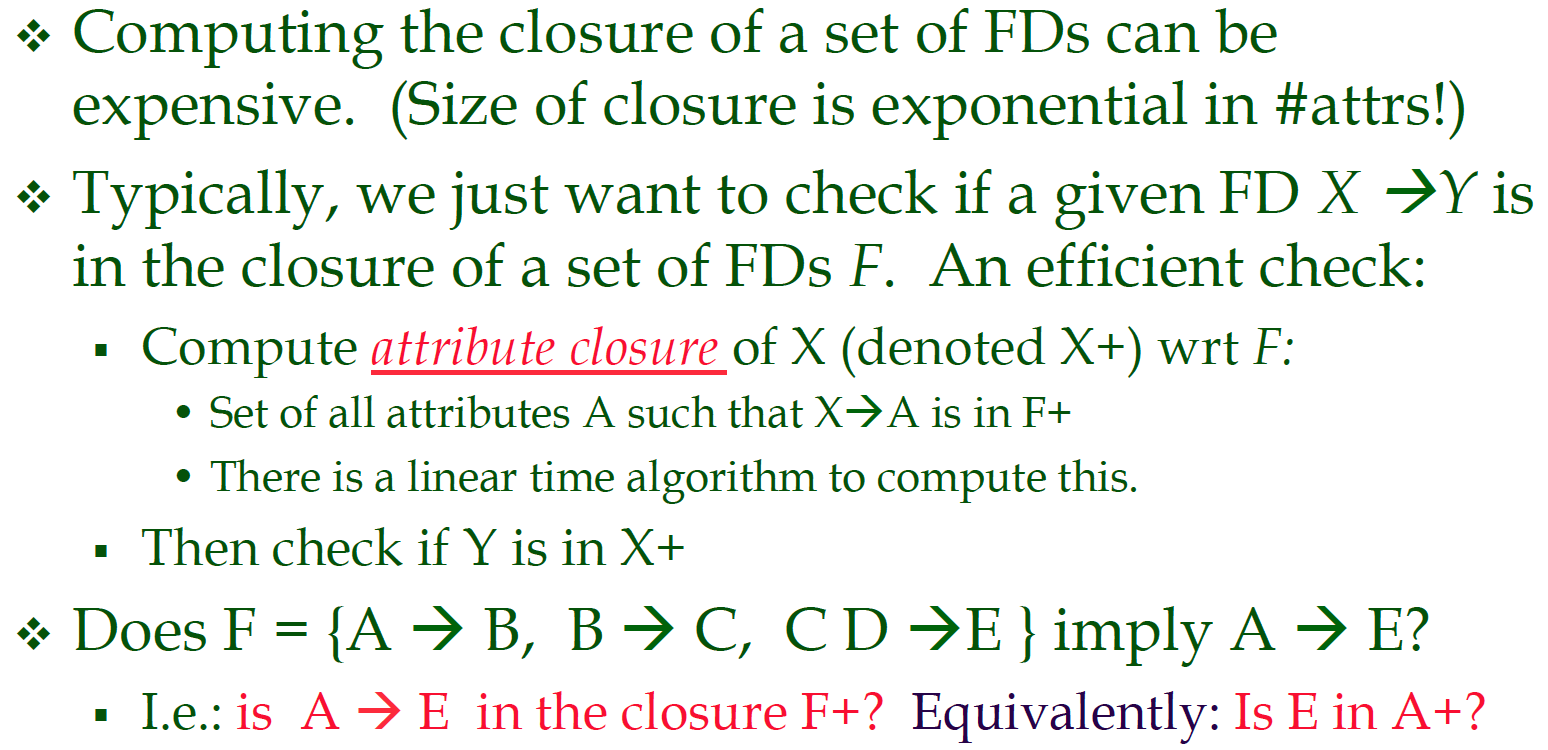 ❖ Computing the closure of a set of FDs can be
expensive. (Size of closure is exponential in #attrs!)
❖ Typically, we just want to check if a given FD X →Y is
in the closure of a set of FDs F. An efficient check:
▪ Compute attribute closure of X (denoted X+) wrt F:
• Set of all attributes A such that X→A is in F+
• There is a linear time algorithm to compute this.
▪ Then check if Y is in X+
❖ Does F = {A → B, B → C, C D →E } imply A → E?
▪ I.e.: is A → E in the closure F+? Equivalently: Is E in A+?